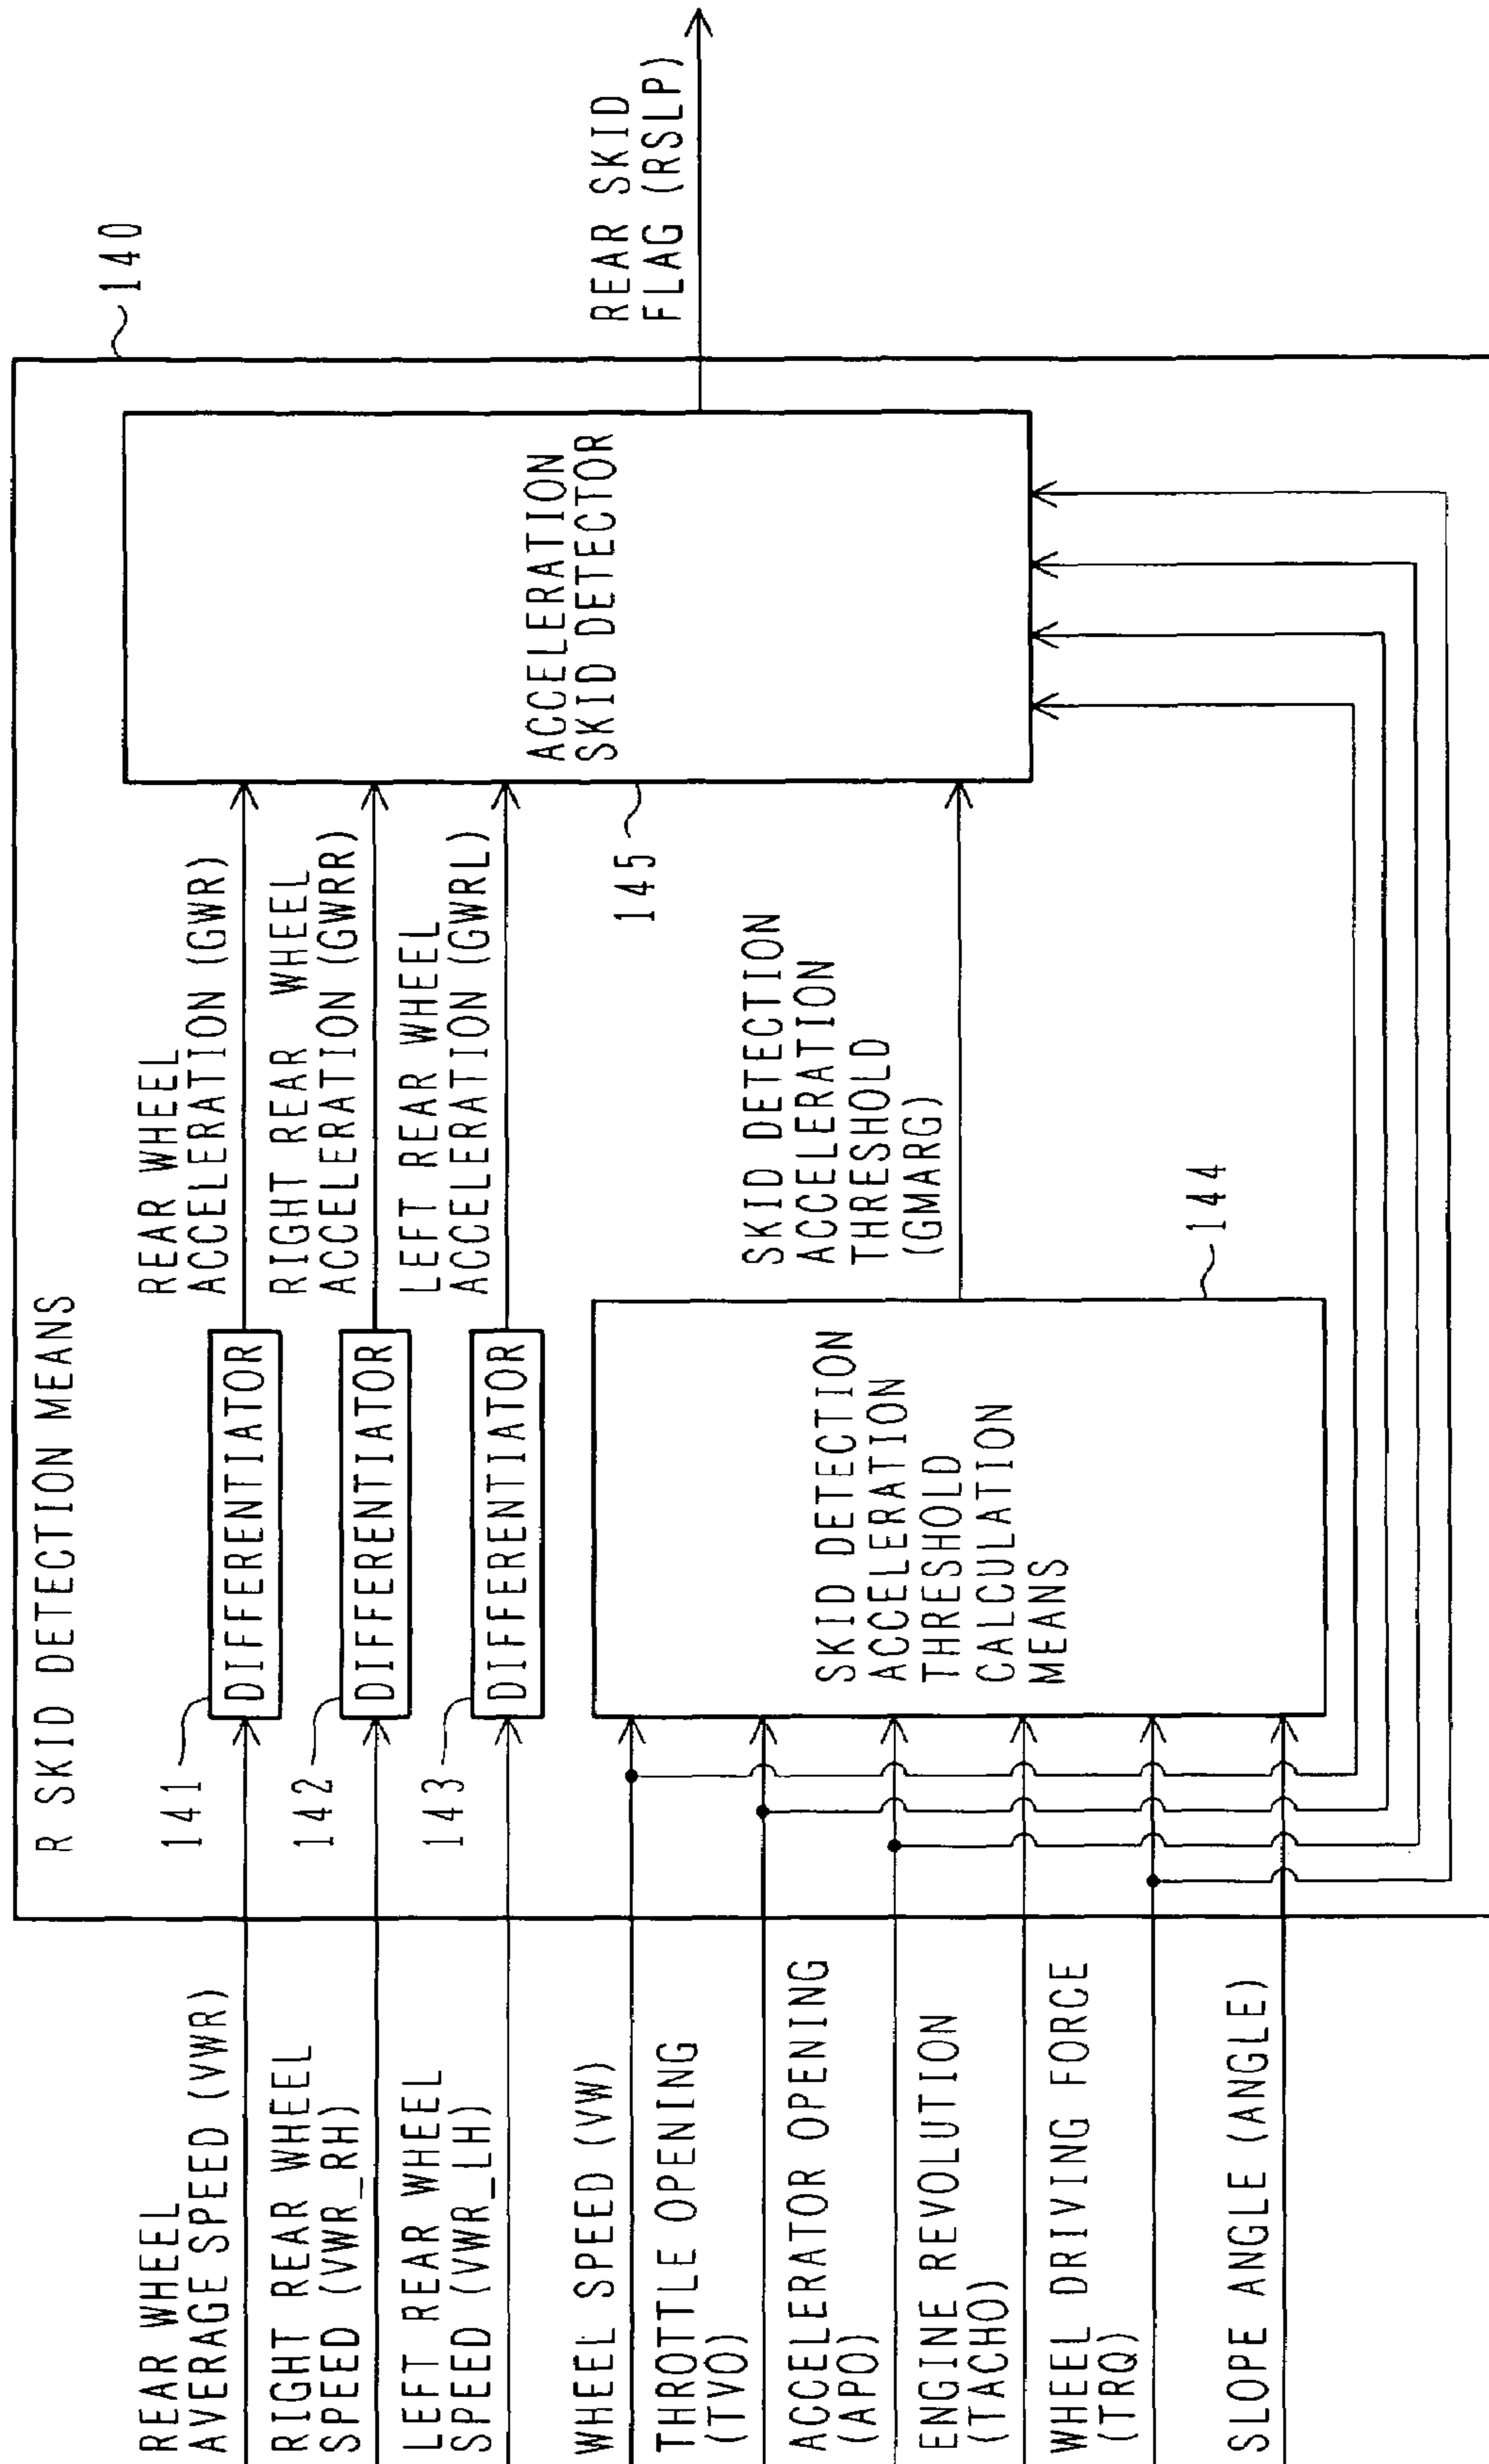 R SKID DETECTION MEANS
140
REAR WHEEL
AVERAGE SPEED (VWR)
RIGHT REAR WHEEL
SPEED (VWR_RH)
LEFT REAR WHEEL
SPEED (VWR_LH)
WHEEL SPEED (VW)
THROTTLE OPENING
(TVO)
ACCELERATOR OPENING
(APO)
ENGINE REVOLUTION
(TACHO)
WHEEL DRIVING FORCE
(TRQ)
SLOPE ANGLE (ANGLE)
141
DIFFERENTIATOR
142
DIFFERENTIATOR
143
DIFFERENTIATOR
SKID DETECTION
ACCELERATION
THRESHOLD
CALCULATION
MEANS
144
REAR WHEEL
ACCELERATION (GWR)
RIGHT REAR WHEEL
ACCELERATION (GWRR)
LEFT REAR WHEEL
ACCELERATION (GWRL)
SKID DETECTION
ACCELERATION
THRESHOLD
(GMARG)
145
ACCELERATION
SKID DETECTOR
REAR SKID
FLAG (RSLP)